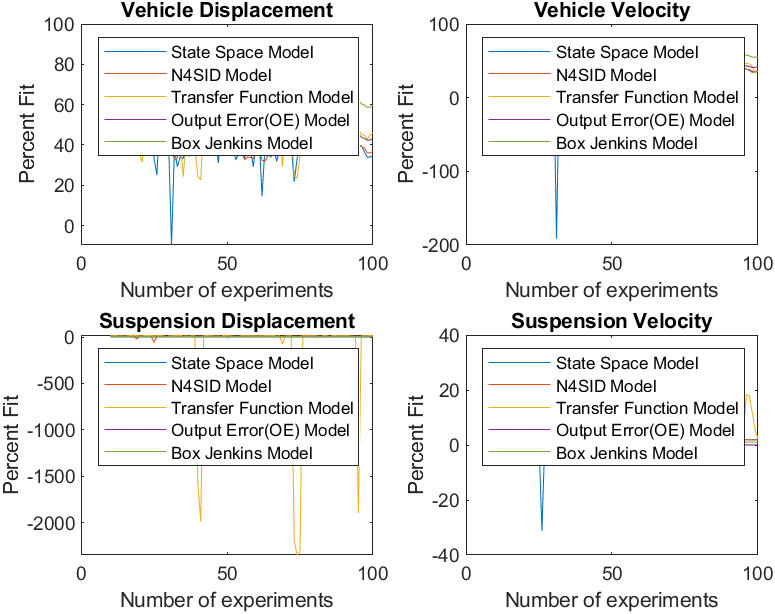 Vehicle Displacement
100
80
60
40
20
0
Percent Fit
State Space Model
N4SID Model
Transfer Function Model
Output Error(OE) Model
Box Jenkins Model
0
50
100
Number of experiments
Vehicle Velocity
100
0
-100
-200
Percent Fit
State Space Model
N4SID Model
Transfer Function Model
Output Error(OE) Model
Box Jenkins Model
0
50
100
Number of experiments
Suspension Displacement
0
-500
-1000
-1500
-2000
Percent Fit
State Space Model
N4SID Model
Transfer Function Model
Output Error(OE) Model
Box Jenkins Model
0
50
100
Number of experiments
Suspension Velocity
40
20
0
-20
-40
Percent Fit
State Space Model
N4SID Model
Transfer Function Model
Output Error(OE) Model
Box Jenkins Model
0
50
100
Number of experiments